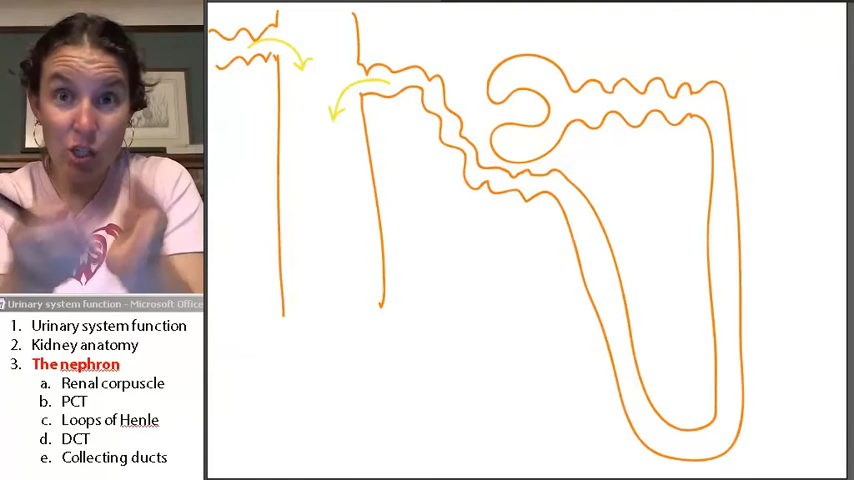 Urinary system function - Microsoft Office
1. Urinary system function
2. Kidney anatomy
3. The nephron
a. Renal corpuscle
b. PCT
c. Loops of Henle
d. DCT
e. Collecting ducts